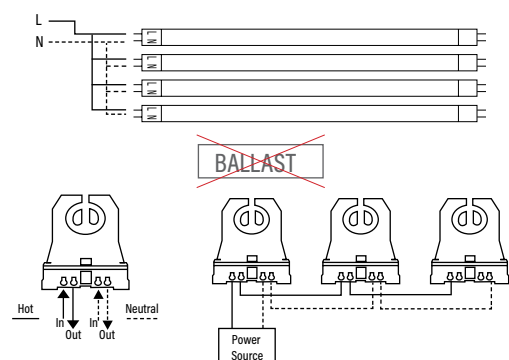 L
N
L N
L N
L N
L N
BALLAST
Hot
In
Out
In
Out
Neutral
Power
Source